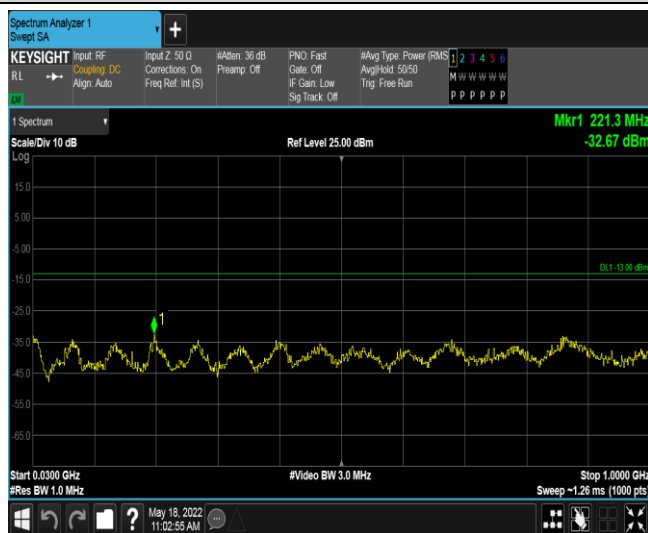 Spectrum Analyzer 1
Swept SA
+
KEYSIGHT
RL
LV
Input: RF
Coupling: DC
Align: Auto
Input Z: 50 Ω
Corrections: On
Freq Ref: Int (S)
#Atten: 36 dB
Preamp: Off
PNO: Fast
Gate: Off
IF Gain: Low
Sig Track: Off
#Avg Type: Power (RMS
Avg|Hold: 50/50
Trig: Free Run
1 2 3 4 5 6
M W W W W W
P P P P P P
1 Spectrum
Mkr1 221.3 MHz
-32.67 dBm
Scale/Div 10 dB
Ref Level 25.00 dBm
Log
15.0
5.00
-5.00
DL1 -13.00 dBm
-15.0
-25.0
1
-35.0
-45.0
-55.0
-65.0
Start 0.0300 GHz
#Video BW 3.0 MHz
Stop 1.0000 GHz
#Res BW 1.0 MHz
Sweep ~1.26 ms (1000 pts)
?
May 18, 2022
11:02:55 AM